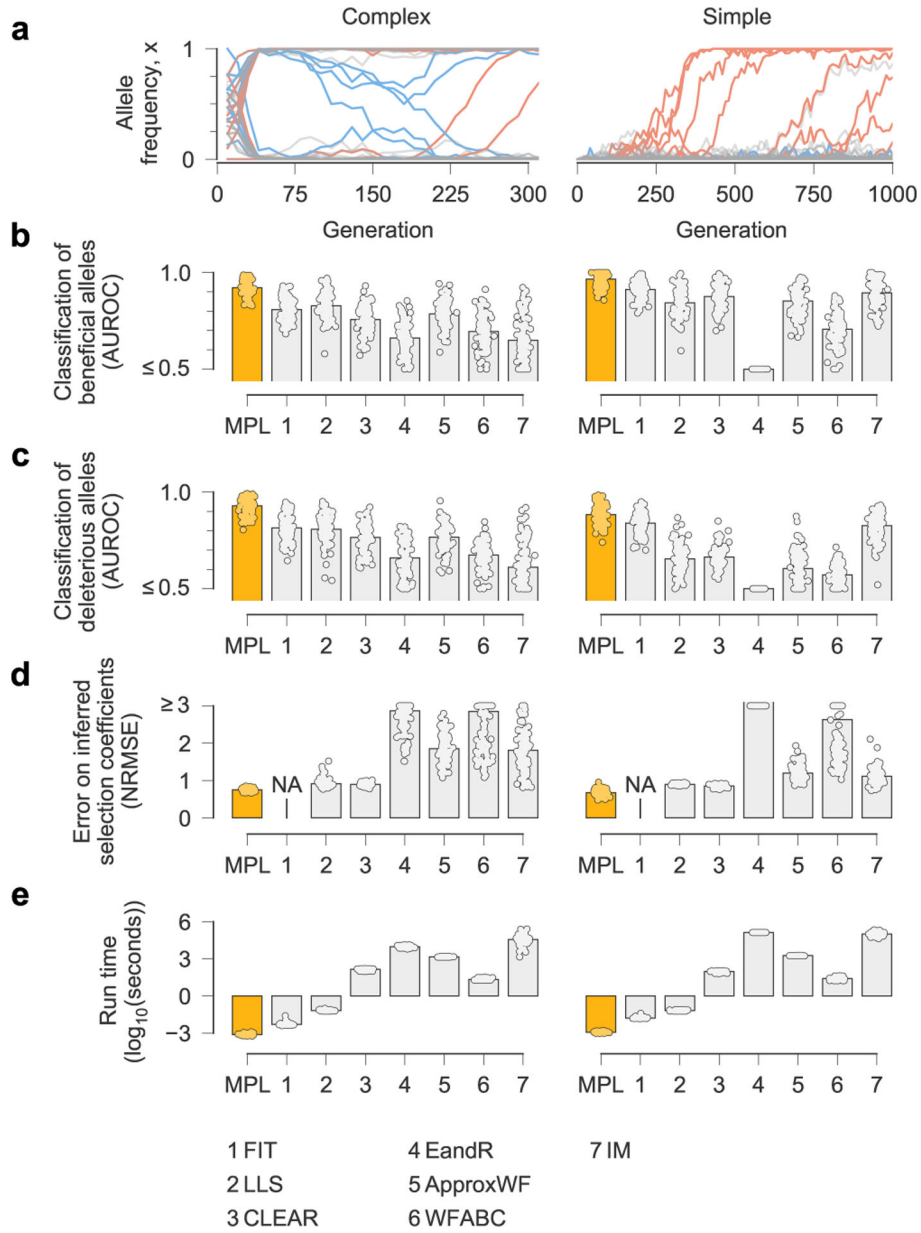 a
Complex
Simple
Allele
frequency, x
1
0
0 75 150 225 300
0 250 500 750 1000
Generation
Generation
b
Classification of
beneficial alleles
(AUROC)
1.0
≤ 0.5
MPL 1 2 3 4 5 6 7
MPL 1 2 3 4 5 6 7
c
Classification of
deleterious alleles
(AUROC)
1.0
≤ 0.5
MPL 1 2 3 4 5 6 7
MPL 1 2 3 4 5 6 7
d
Error on inferred
selection coefficients
(NRMSE)
≥ 3
2
1
0
NA
NA
MPL 1 2 3 4 5 6 7
MPL 1 2 3 4 5 6 7
e
Run time
(log10(seconds))
6
3
0
−3
MPL 1 2 3 4 5 6 7
MPL 1 2 3 4 5 6 7
1 FIT 4 EandR 7 IM
2 LLS 5 ApproxWF
3 CLEAR 6 WFABC